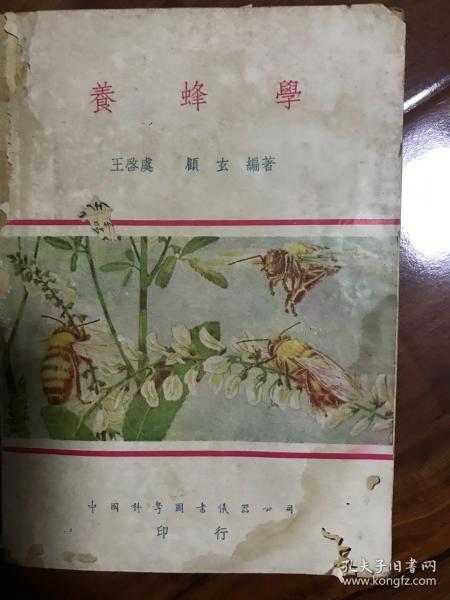 養蜂學
王啓虞 顧玄 編著
中國科學圖書儀器公司
印行
孔夫子旧书网
www.kongfz.com